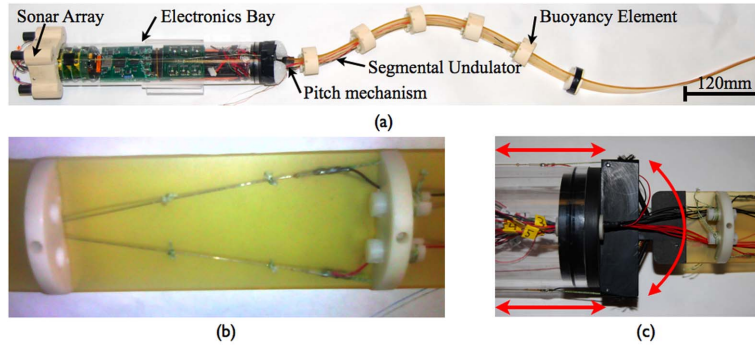 Sonar Array
Electronics Bay
Buoyancy Element
Segmental Undulator
Pitch mechanism
120mm
(a)
(b)
(c)